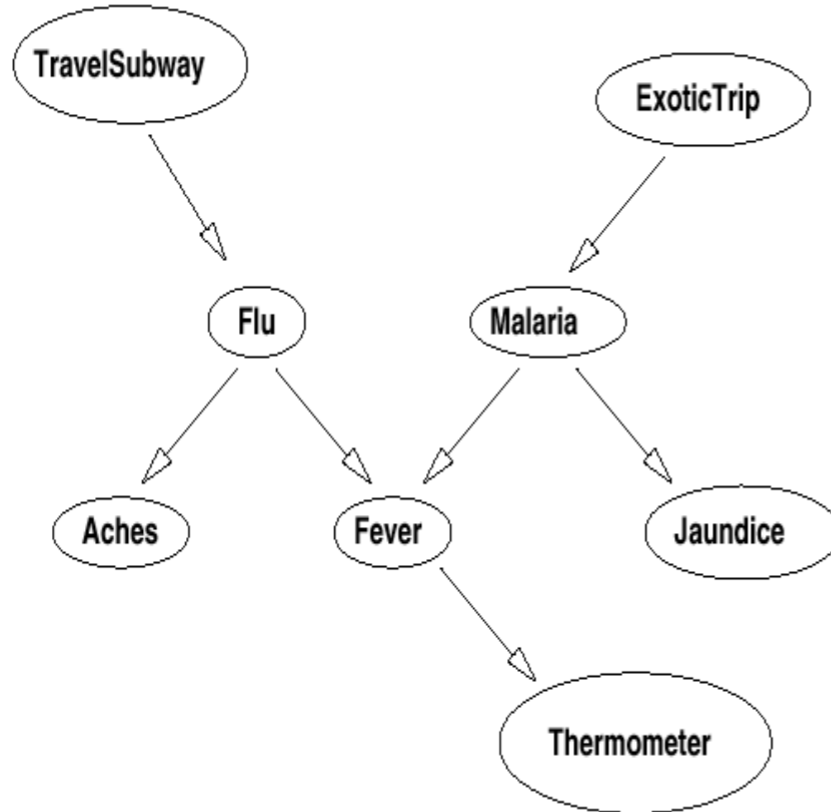 TravelSubway
ExoticTrip
Flu
Malaria
Aches
Fever
Jaundice
Thermometer